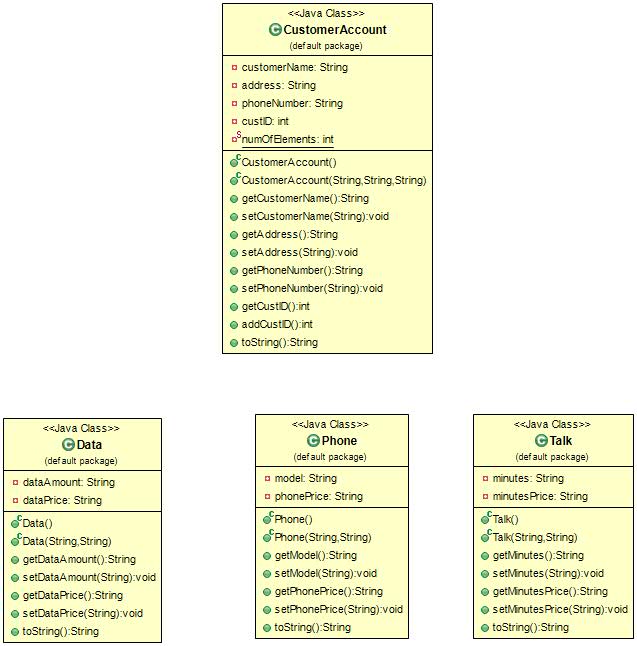 <<Java Class>>
CustomerAccount
(default package)
customerName: String
address: String
phoneNumber: String
custID: int
numOfElements: int
CustomerAccount()
CustomerAccount(String,String,String)
getCustomerName():String
setCustomerName(String):void
getAddress():String
setAddress(String):void
getPhoneNumber():String
setPhoneNumber(String):void
getCustID():int
addCustID():int
toString():String
<<Java Class>>
Data
(default package)
dataAmount: String
dataPrice: String
Data()
Data(String,String)
getDataAmount():String
setDataAmount(String):void
getDataPrice():String
setDataPrice(String):void
toString():String
<<Java Class>>
Phone
(default package)
model: String
phonePrice: String
Phone()
Phone(String,String)
getModel():String
setModel(String):void
getPhonePrice():String
setPhonePrice(String):void
toString():String
<<Java Class>>
Talk
(default package)
minutes: String
minutesPrice: String
Talk()
Talk(String,String)
getMinutes():String
setMinutes(String):void
getMinutesPrice():String
setMinutesPrice(String):void
toString():String